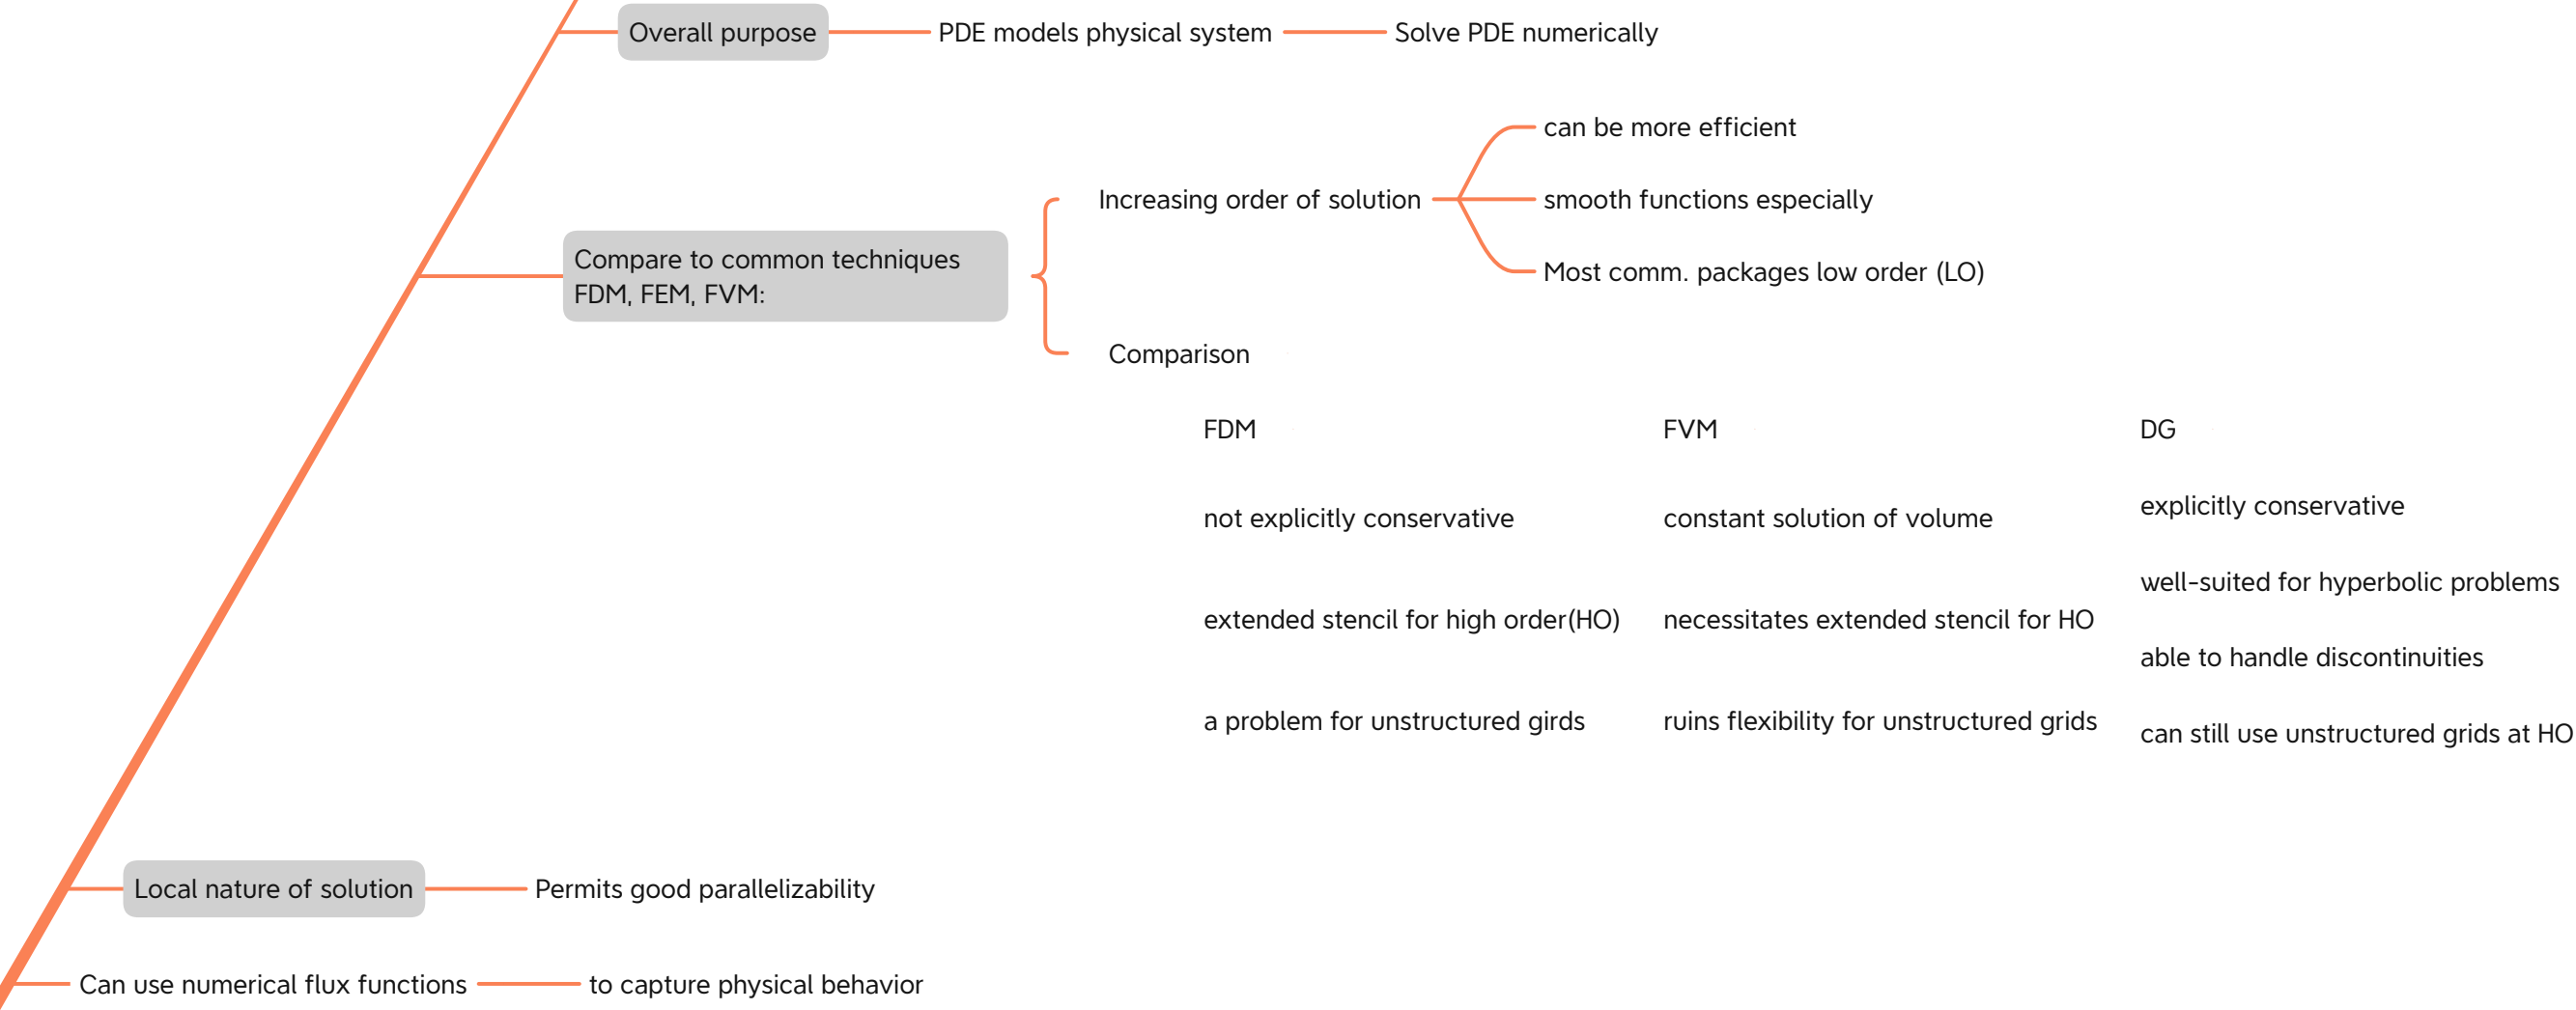 Overall purpose
PDE models physical system
Solve PDE numerically
Compare to common techniques
FDM, FEM, FVM:
Increasing order of solution
can be more efficient
smooth functions especially
Most comm. packages low order (LO)
Comparison
FDM
not explicitly conservative
extended stencil for high order(HO)
a problem for unstructured girds
FVM
constant solution of volume
necessitates extended stencil for HO
ruins flexibility for unstructured grids
DG
explicitly conservative
well-suited for hyperbolic problems
able to handle discontinuities
can still use unstructured grids at HO
Local nature of solution
Permits good parallelizability
Can use numerical flux functions
to capture physical behavior